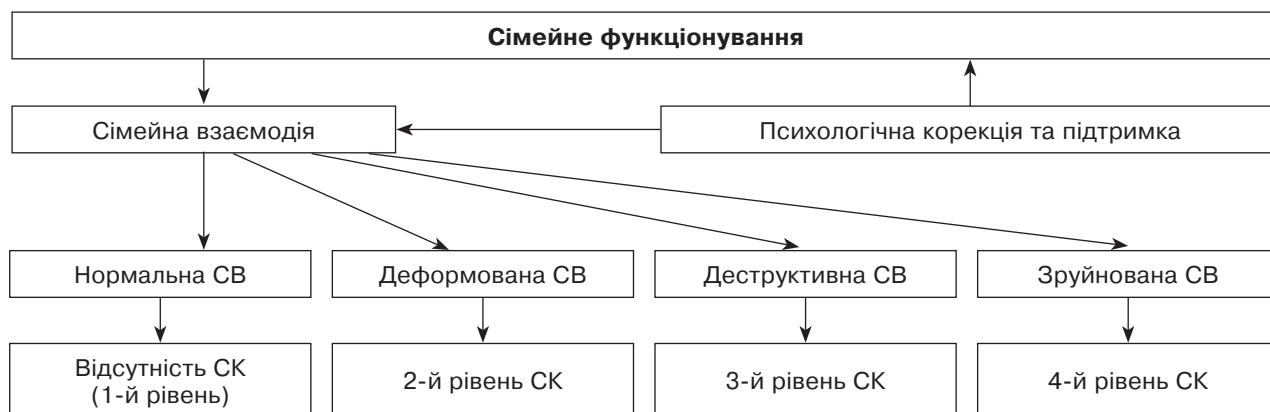 Сімейне функціонування
Сімейна взаємодія
Психологічна корекція та підтримка
Нормальна СВ
Деформована СВ
Деструктивна СВ
Зруйнована СВ
Відсутність СК
(1-й рівень)
2-й рівень СК
3-й рівень СК
4-й рівень СК